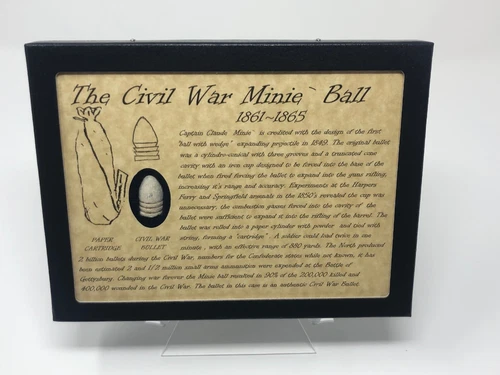 The Civil War Minie` Ball
1861~1865
Captain Claude Minie` is credited with the design of the first
"ball with wedge" expanding projectile in 1849. The original bullet
was a cylindro-conical with three grooves and a truncated cone
cavity with an iron cup designed to be forced into the base of the
bullet when fired forcing the bullet to expand into the guns rifling,
increasing it's range and accuracy. Experiments at the Harpers
Ferry and Springfield arsenals in the 1850's revealed the cup was
unnecessary, the combustion gases forced into the cavity of the
bullet were sufficient to expand it into the rifling of the barrel. The
bullet was rolled into a paper cylinder with powder and tied with
string, forming a "cartridge". A soldier could load twice in one
minute, with an effective range of 880 yards. The North produced
PAPER CARTRIDGE
CIVIL WAR BULLET
2 billion bullets during the Civil War, numbers for the Confederate states while not known, it has
been estimated 2 and 1/2 million small arms ammunition were expended at the Battle of
Gettysburg. Changing war forever the Minie ball resulted in 90% of the 200,000 killed and
400,000 wounded in the Civil War. The bullet in this case is an authentic Civil War Bullet.